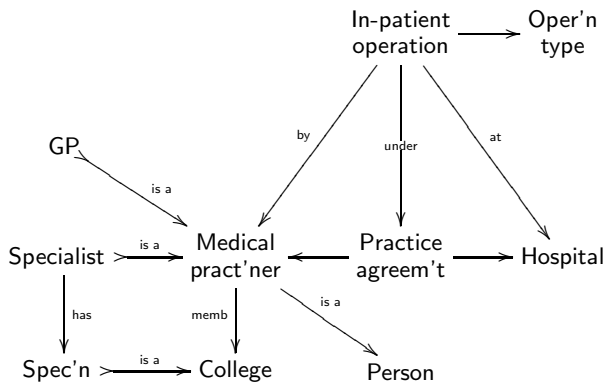 In-patient
operation
Oper'n
type
by
under
at
GP
is a
Specialist
is a
Medical
pract'ner
Practice
agreem't
Hospital
has
memb
is a
Spec'n
is a
College
Person